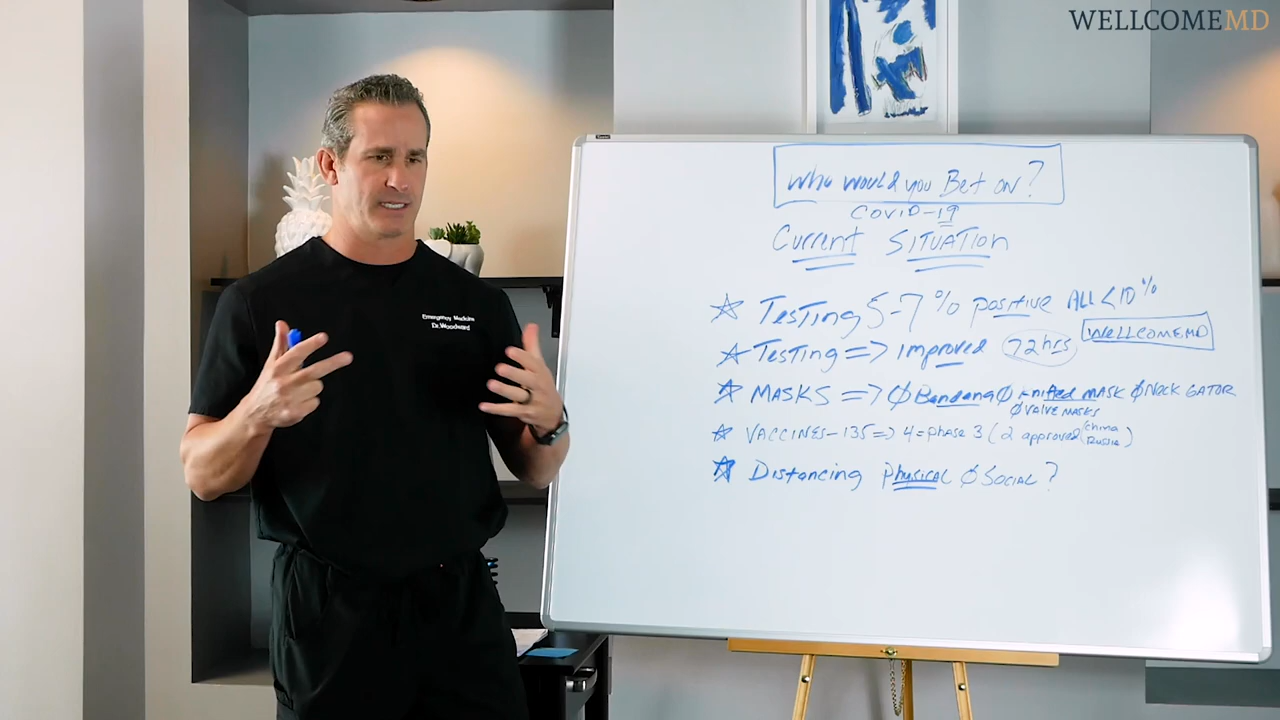 WELLCOMEMD
Who would you Bet on?
COVID-19
Current SITUATION
Testing 5-7% positive ALL < 10%
Testing => improved 72hrs WELLCOMEMD
MASKS => Ø Bandana Ø knitted MASK Ø Neck GATOR
Ø VALVE MASKS
VACCINES - 135 => 4 = phase 3 (2 approved (China
Russia)
Distancing physical Ø SOCIAL?
Emergency Medicine
Dr. Woodward